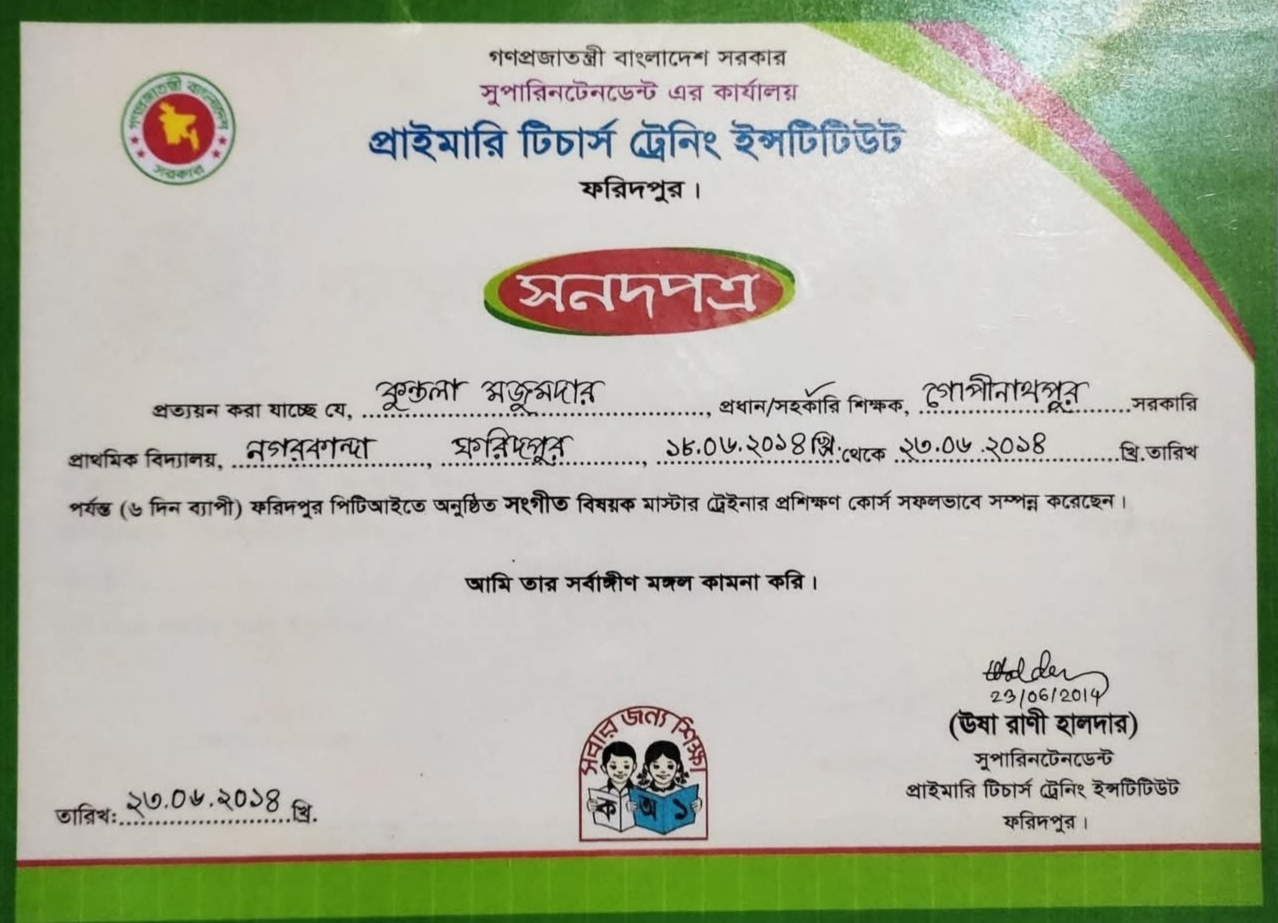 গণপ্রজাতন্ত্রী বাংলাদেশ সরকার
সুপারিনটেনডেন্ট এর কার্যালয়
প্রাইমারি টিচার্স ট্রেনিং ইন্সটিটিউট
ফরিদপুর।
গণপ্রজাতন্ত্রী বাংলাদেশ
সরকার
সনদপত্র
প্রত্যয়ন করা যাচ্ছে যে, কুন্তলা মজুমদার, প্রধান/সহকারি শিক্ষক, গোপীনাথপুর সরকারি
প্রাথমিক বিদ্যালয়, নগরকান্দা, ফরিদপুর, ১৮.০৬.২০১৪ খ্রি. থেকে ২৩.০৬.২০১৪ খ্রি. তারিখ
পর্যন্ত (৬ দিন ব্যাপী) ফরিদপুর পিটিআইতে অনুষ্ঠিত সংগীত বিষয়ক মাস্টার ট্রেইনার প্রশিক্ষণ কোর্স সফলভাবে সম্পন্ন করেছেন।
আমি তার সর্বাঙ্গীণ মঙ্গল কামনা করি।
23/06/2014
(ঊষা রাণী হালদার)
সুপারিনটেনডেন্ট
প্রাইমারি টিচার্স ট্রেনিং ইন্সটিটিউট
ফরিদপুর।
সবার জন্য শিক্ষা
ক অ ১
তারিখ: ২৩.০৬.২০১৪ খ্রি.